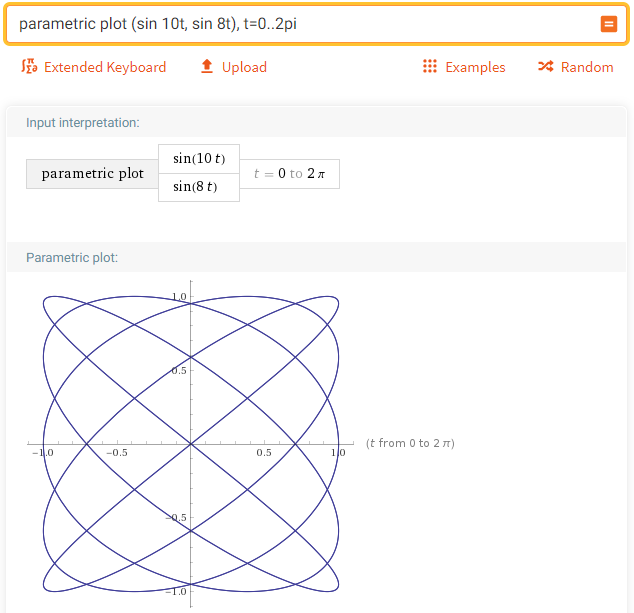 parametric plot (sin 10t, sin 8t), t=0..2pi
Extended Keyboard Upload Examples Random
Input interpretation:
sin(10 t)
parametric plot t = 0 to 2 π
sin(8 t)
Parametric plot:
1.0
0.5
−1.0 −0.5 0.5 1.0 (t from 0 to 2 π)
−0.5
−1.0